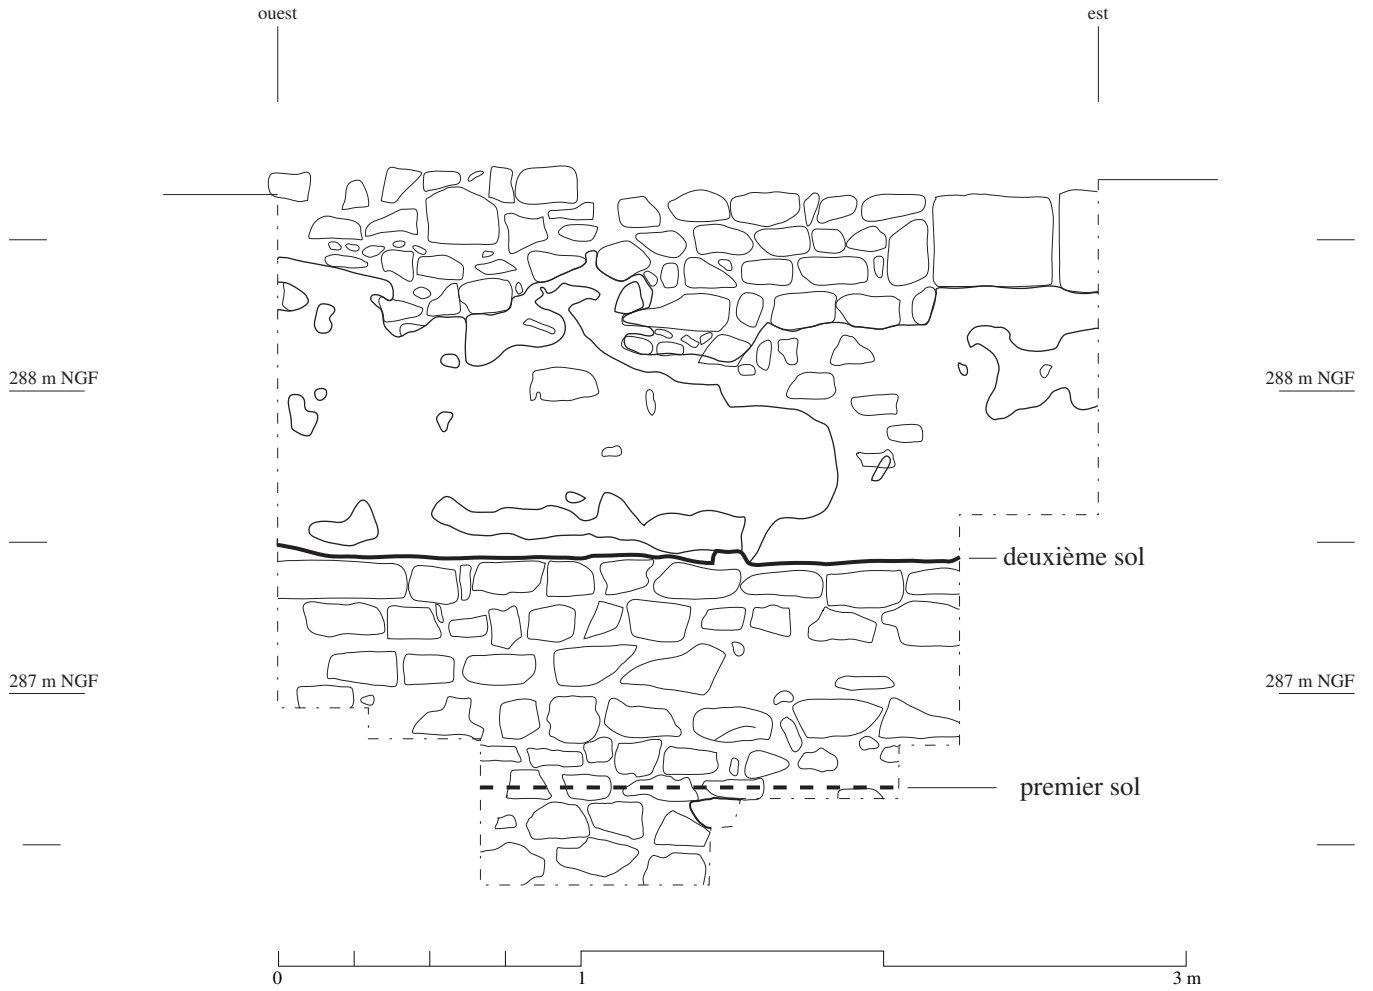 ouest est
288 m NGF 288 m NGF
deuxième sol
287 m NGF 287 m NGF
premier sol
0 1 3 m